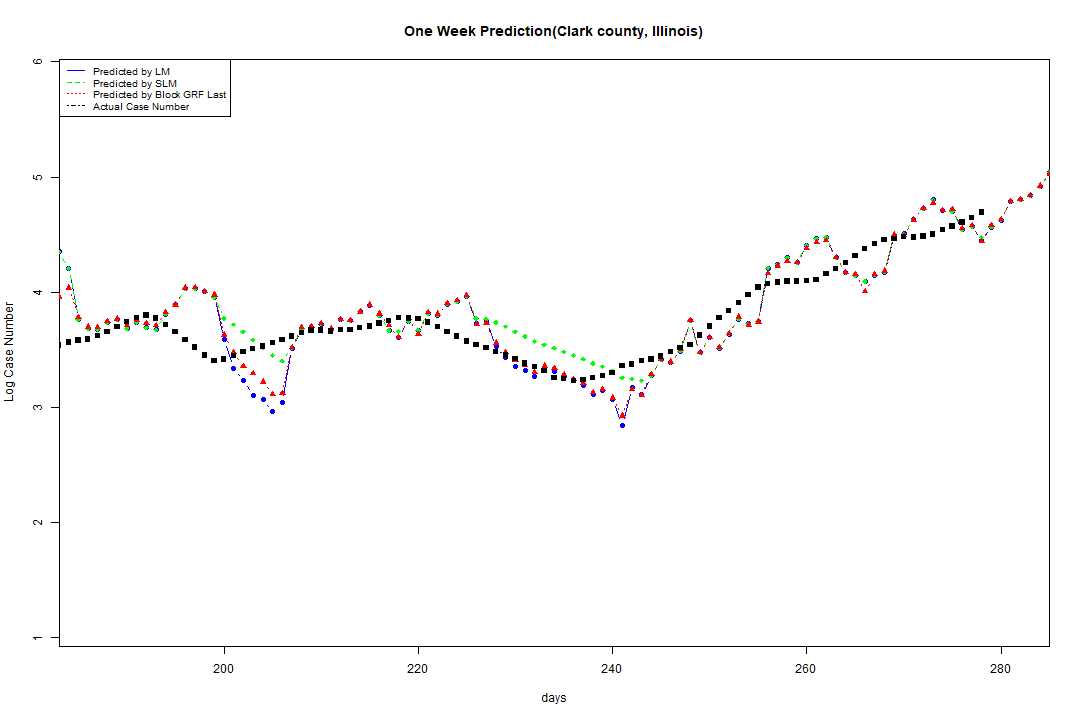 One Week Prediction(Clark county, Illinois)
Predicted by LM
Predicted by SLM
Predicted by Block GRF Last
Actual Case Number
6
5
4
3
2
1
Log Case Number
200
220
240
260
280
days